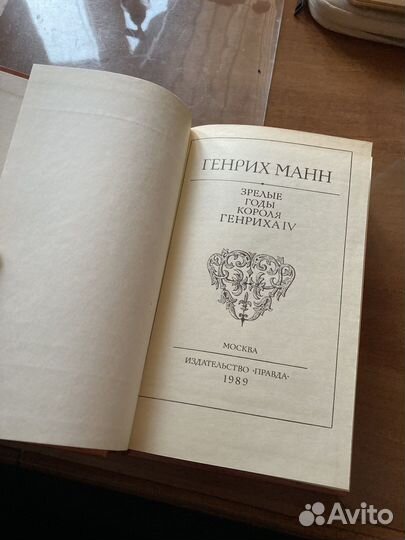 ГЕНРИХ МАНН
ЗРЕЛЫЕ
ГОДЫ
КОРОЛЯ
ГЕНРИХА IV
МОСКВА
ИЗДАТЕЛЬСТВО «ПРАВДА»
1989
Avito